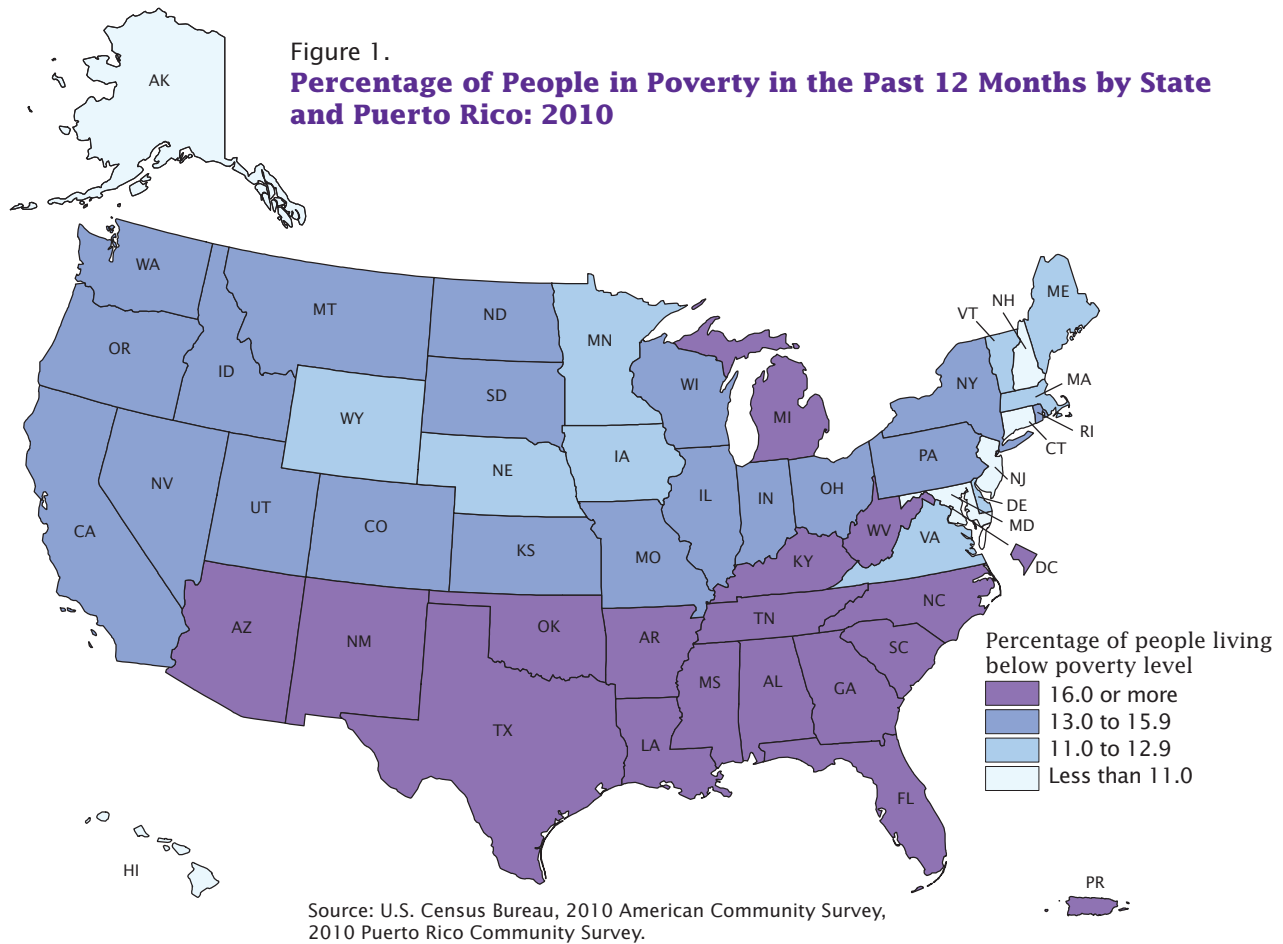 Figure 1.
Percentage of People in Poverty in the Past 12 Months by State
and Puerto Rico: 2010
AK
WA
MT
ND
MN
OR
ID
SD
WI
MI
NY
VT
NH
ME
MA
RI
CT
WY
NE
IA
PA
NJ
NV
UT
CO
KS
MO
IL
IN
OH
DE
MD
DC
CA
WV
VA
KY
AZ
NM
OK
AR
TN
NC
SC
MS
AL
GA
TX
LA
FL
HI
PR
Percentage of people living
below poverty level
16.0 or more
13.0 to 15.9
11.0 to 12.9
Less than 11.0
Source: U.S. Census Bureau, 2010 American Community Survey,
2010 Puerto Rico Community Survey.